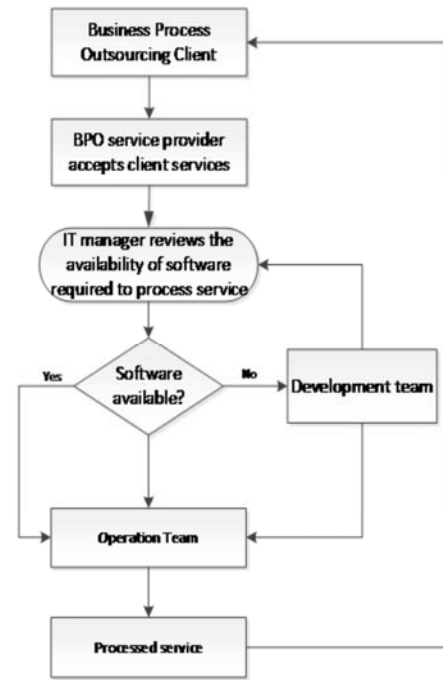 Business Process
Outsourcing Client
BPO service provider
accepts client services
IT manager reviews the
availability of software
required to process service
Software
available?
Yes
No
Development team
Operation Team
Processed service